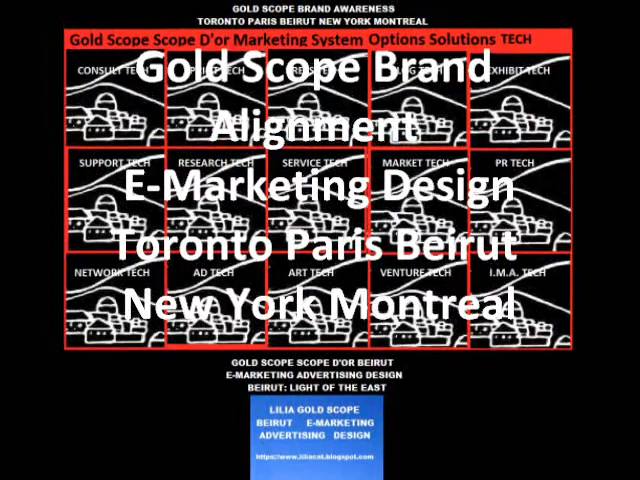 GOLD SCOPE BRAND AWARENESS
TORONTO PARIS BEIRUT NEW YORK MONTREAL
Gold Scope Scope D'or Marketing System Options Solutions TECH
CONSULT TECH TECH EXHIBIT TECH
Gold Scope Brand
Alignment
SUPPORT TECH RESEARCH TECH SERVICE TECH MARKET TECH PR TECH
E-Marketing Design
Toronto Paris Beirut
NETWORK TECH AD TECH ART TECH VENTURE TECH I.M.A. TECH
New York Montreal
GOLD SCOPE SCOPE D'OR BEIRUT
E-MARKETING ADVERTISING DESIGN
BEIRUT: LIGHT OF THE EAST
LILIA GOLD SCOPE
BEIRUT E-MARKETING
ADVERTISING DESIGN
https://www.liliacat.blogspot.com